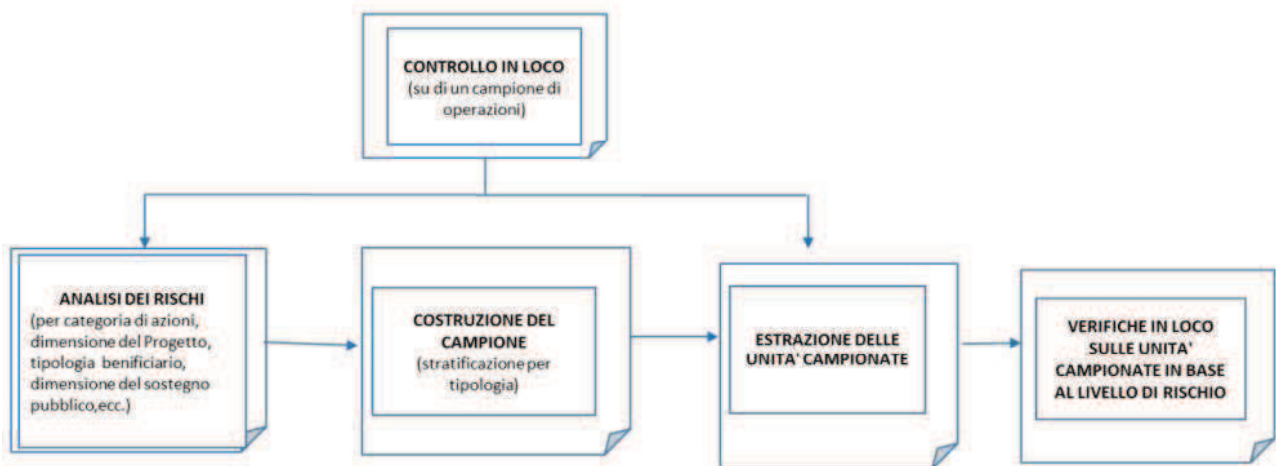 CONTROLLO IN LOCO
(su di un campione di
operazioni)
ANALISI DEI RISCHI
(per categoria di azioni,
dimensione del Progetto,
tipologia benificiario,
dimensione del sostegno
pubblico,ecc.)
COSTRUZIONE DEL
CAMPIONE
(stratificazione per
tipologia)
ESTRAZIONE DELLE
UNITA' CAMPIONATE
VERIFICHE IN LOCO
SULLE UNITA'
CAMPIONATE IN BASE
AL LIVELLO DI RISCHIO